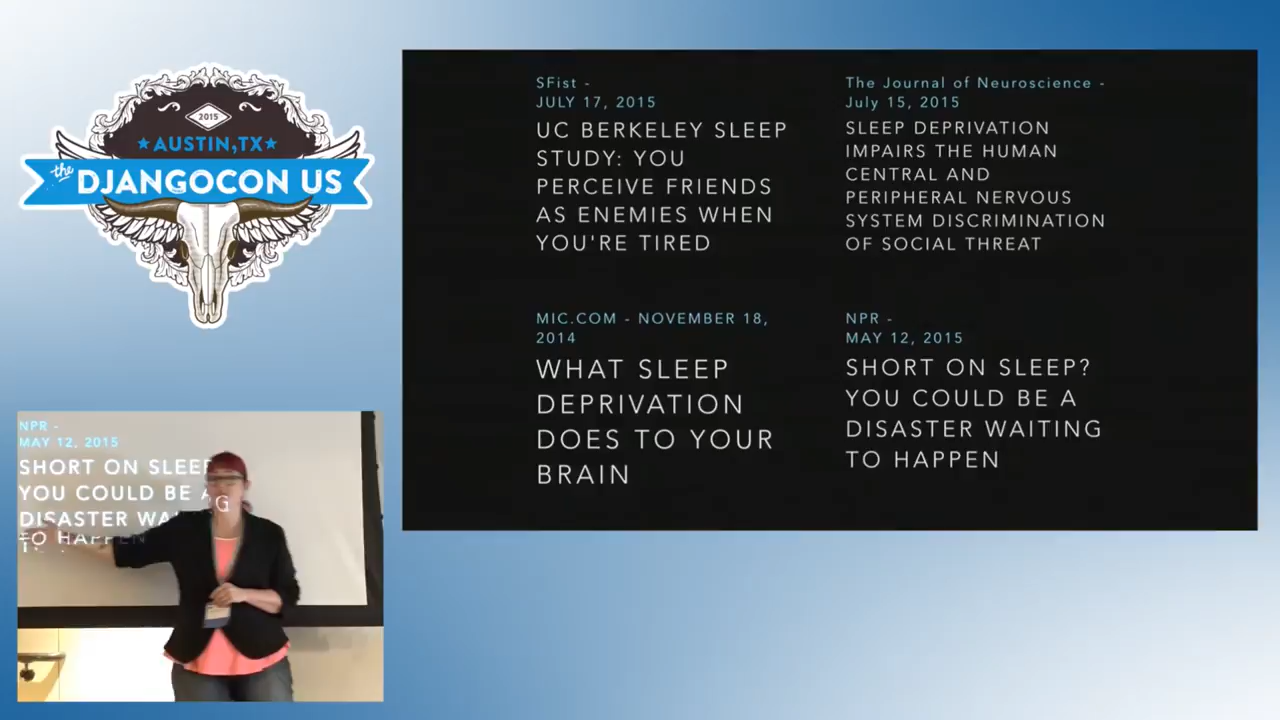 2015
AUSTIN, TX
the
DJANGOCON US
SFist -
JULY 17, 2015
UC BERKELEY SLEEP
STUDY: YOU
PERCEIVE FRIENDS
AS ENEMIES WHEN
YOU'RE TIRED
The Journal of Neuroscience -
July 15, 2015
SLEEP DEPRIVATION
IMPAIRS THE HUMAN
CENTRAL AND
PERIPHERAL NERVOUS
SYSTEM DISCRIMINATION
OF SOCIAL THREAT
MIC.COM - NOVEMBER 18,
2014
WHAT SLEEP
DEPRIVATION
DOES TO YOUR
BRAIN
NPR -
MAY 12, 2015
SHORT ON SLEEP?
YOU COULD BE A
DISASTER WAITING
TO HAPPEN
NPR -
MAY 12, 2015
SHORT ON SLEEP
YOU COULD BE A
DISASTER
TO HAPPEN